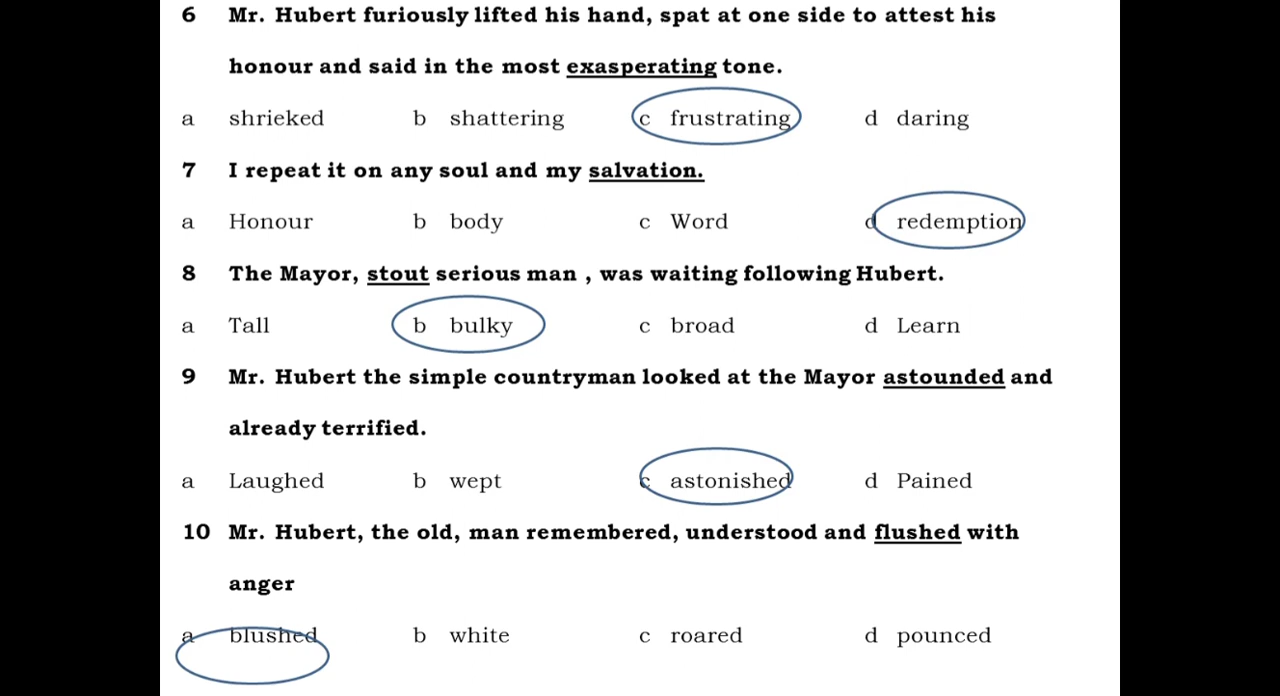 6 Mr. Hubert furiously lifted his hand, spat at one side to attest his
honour and said in the most exasperating tone.
a shrieked b shattering c frustrating d daring
7 I repeat it on any soul and my salvation.
a Honour b body c Word d redemption
8 The Mayor, stout serious man , was waiting following Hubert.
a Tall b bulky c broad d Learn
9 Mr. Hubert the simple countryman looked at the Mayor astounded and
already terrified.
a Laughed b wept c astonished d Pained
10 Mr. Hubert, the old, man remembered, understood and flushed with
anger
a blushed b white c roared d pounced